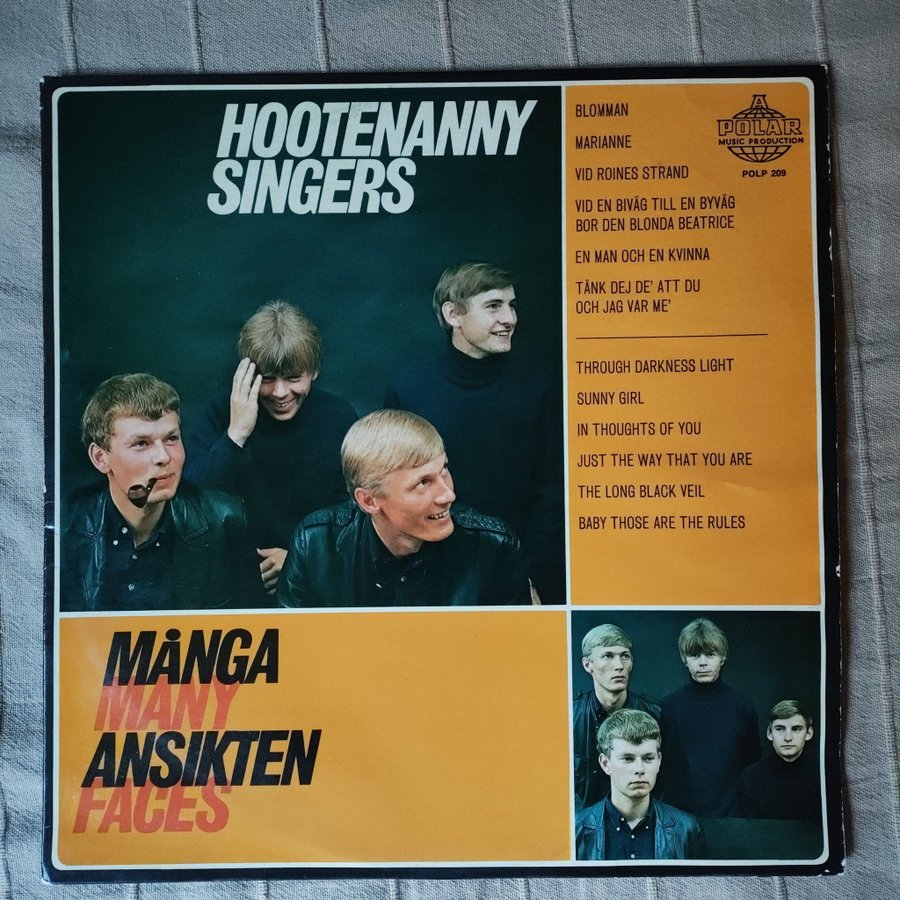 HOOTENANNY
SINGERS
BLOMMAN
MARIANNE
VID ROINES STRAND
VID EN BIVÄG TILL EN BYVÄG
BOR DEN BLONDA BEATRICE
EN MAN OCH EN KVINNA
TÄNK DEJ DE' ATT DU
OCH JAG VAR ME'
THROUGH DARKNESS LIGHT
SUNNY GIRL
IN THOUGHTS OF YOU
JUST THE WAY THAT YOU ARE
THE LONG BLACK VEIL
BABY THOSE ARE THE RULES
A
POLAR
MUSIC PRODUCTION
POLP 209
MÅNGA
MANY
ANSIKTEN
FACES